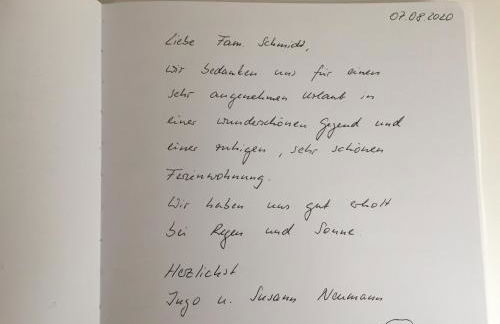 07.08.2020
Liebe Fam. Schmidt,
wir bedanken uns für einen
sehr angenehmen Urlaub in
einer wunderschönen Gegend und
einer ruhigen, sehr schönen
Ferienwohnung.
Wir haben uns gut erholt
bei Regen und Sonne.
Herzlichst
Ingo u. Susann Neumann